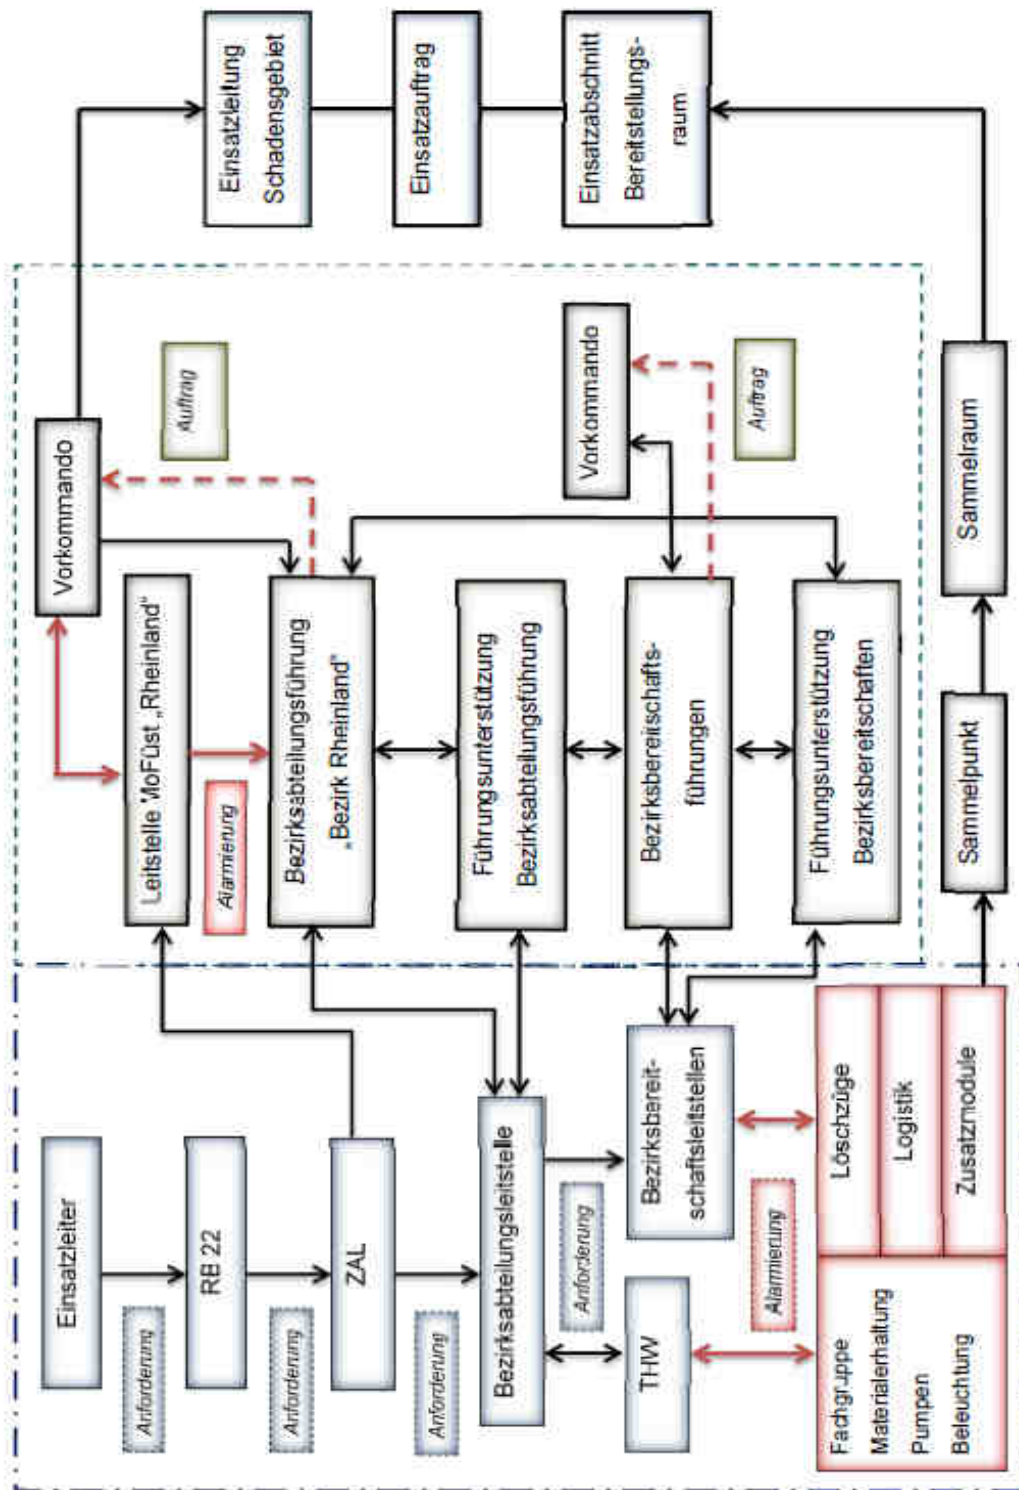 Einsatzleiter
Anforderung
RB 22
Anforderung
ZAL
Anforderung
Bezirksabteilungsleitstelle
Anforderung
THW
Bezirksbereit-
schaftsleitstellen
Alarmierung
Fachgruppe
Materialerhaltung
Pumpen
Beleuchtung
Löschzüge
Logistik
Zusatzmodule
Vorkommando
Leitstelle MoFüst „Rheinland“
Alarmierung
Auftrag
Bezirksabteilungsführung
„Bezirk Rheinland“
Führungsunterstützung
Bezirksabteilungsführung
Vorkommando
Bezirksbereitschafts-
führungen
Auftrag
Führungsunterstützung
Bezirksbereitschaften
Sammelpunkt
Sammelraum
Einsatzleitung
Schadensgebiet
Einsatzauftrag
Einsatzabschnitt
Bereitstellungs-
raum